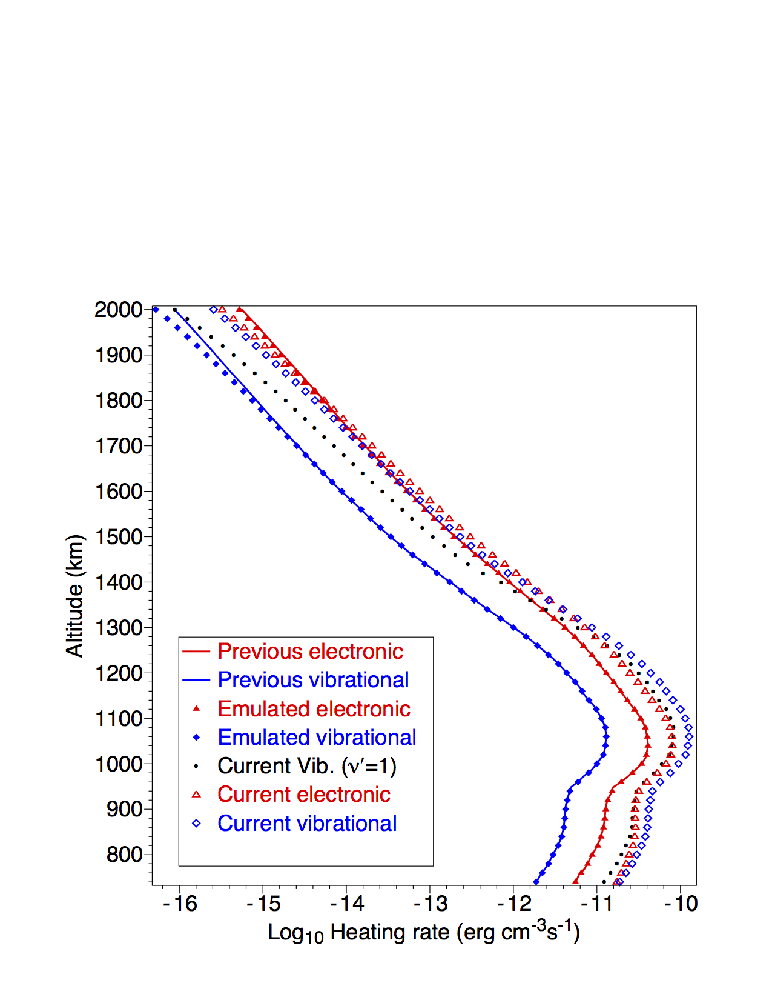 2000
1900
1800
1700
1600
1500
1400
1300
1200
1100
1000
900
800
Altitude (km)
Previous electronic
Previous vibrational
Emulated electronic
Emulated vibrational
Current Vib. (ν′=1)
Current electronic
Current vibrational
-16 -15 -14 -13 -12 -11 -10
Log₁₀ Heating rate (erg cm⁻³s⁻¹)